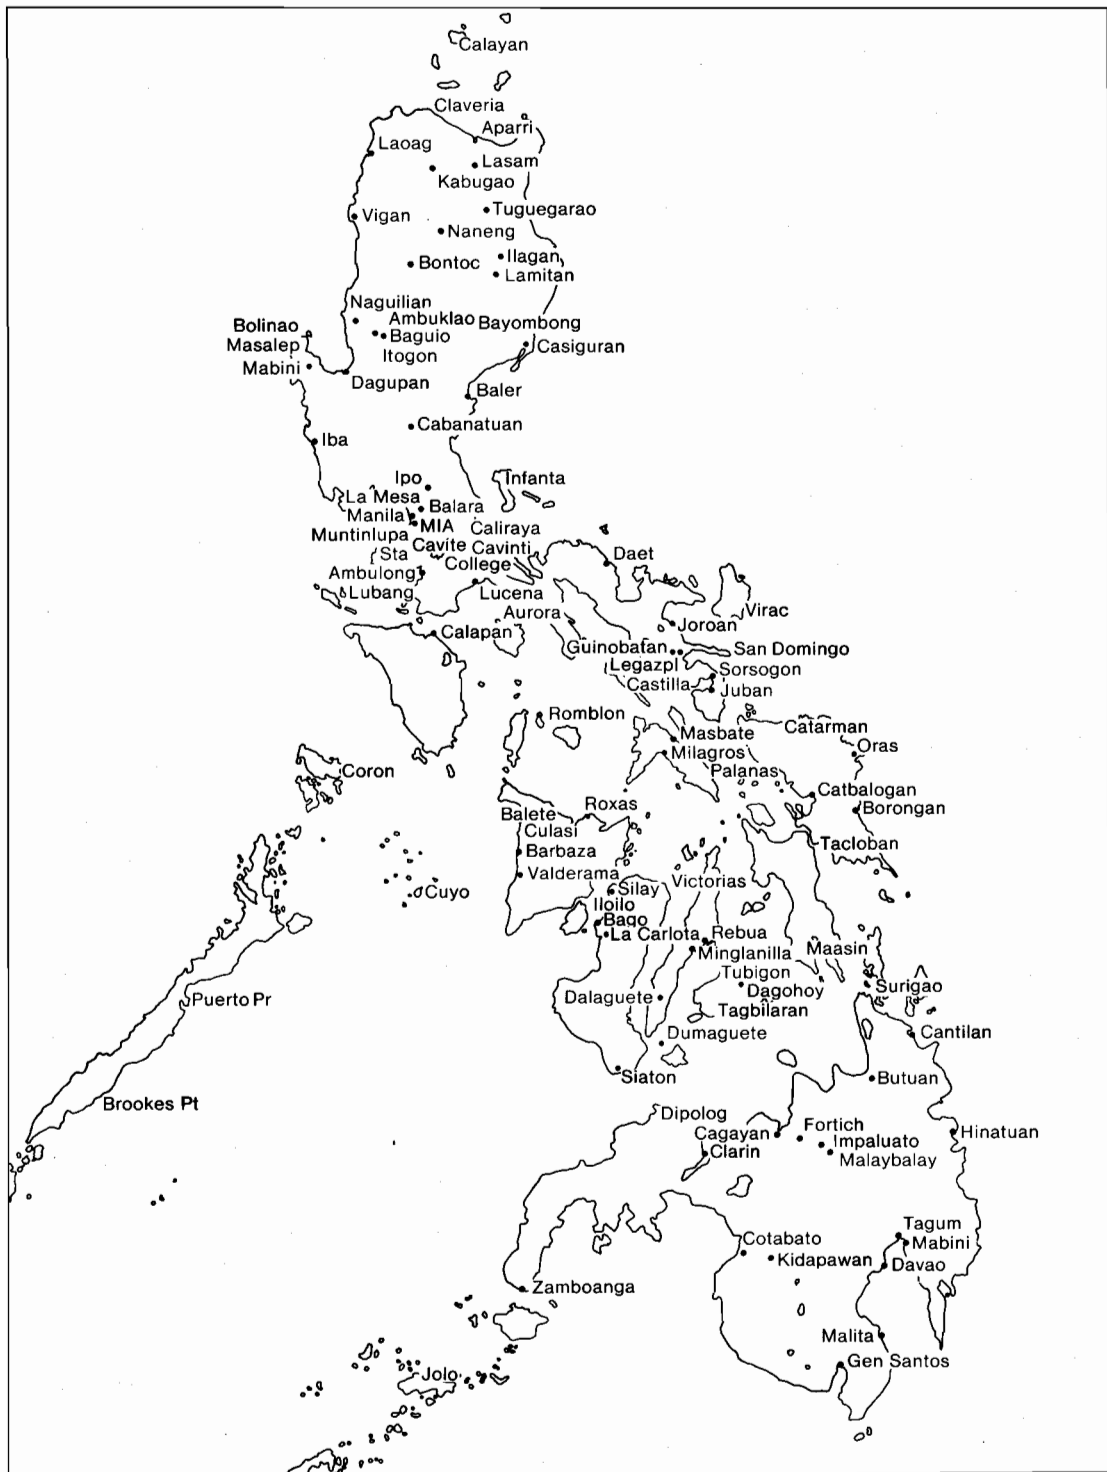 Calayan
Claveria
Aparri
Laoag
Lasam
Kabugao
Tuguegarao
Vigan
Naneng
Ilagan
Bontoc
Lamitan
Naguilian
Ambuklao
Bayombong
Bolinao
Baguio
Masalep
Casiguran
Itogon
Mabini
Dagupan
Baler
Cabanatuan
Iba
Ipo
Infanta
La Mesa
Balara
Manila
MIA
Caliraya
Muntinlupa
Cavite
Cavinti
Sta
Daet
College
Ambulong
Lubang
Lucena
Aurora
Virac
Joroan
Calapan
Guinobatan
San Domingo
Legazpl
Sorsogon
Castilla
Juban
Romblon
Catarman
Masbate
Oras
Milagros
Palanas
Coron
Catbalogan
Roxas
Borongan
Balete
Culasi
Tacloban
Barbaza
Valderama
Victorias
Silay
Cuyo
Iloilo
Bago
La Carlota
Rebua
Maasin
Minglanilla
Tubigon
Surigao
Dagohoy
Dalaguete
Puerto Pr
Tagbilaran
Dumaguete
Cantilan
Siaton
Butuan
Brookes Pt
Dipolog
Fortich
Cagayan
Hinatuan
Impaluato
Clarin
Malaybalay
Tagum
Cotabato
Mabini
Kidapawan
Davao
Zamboanga
Malita
Gen Santos
Jolo